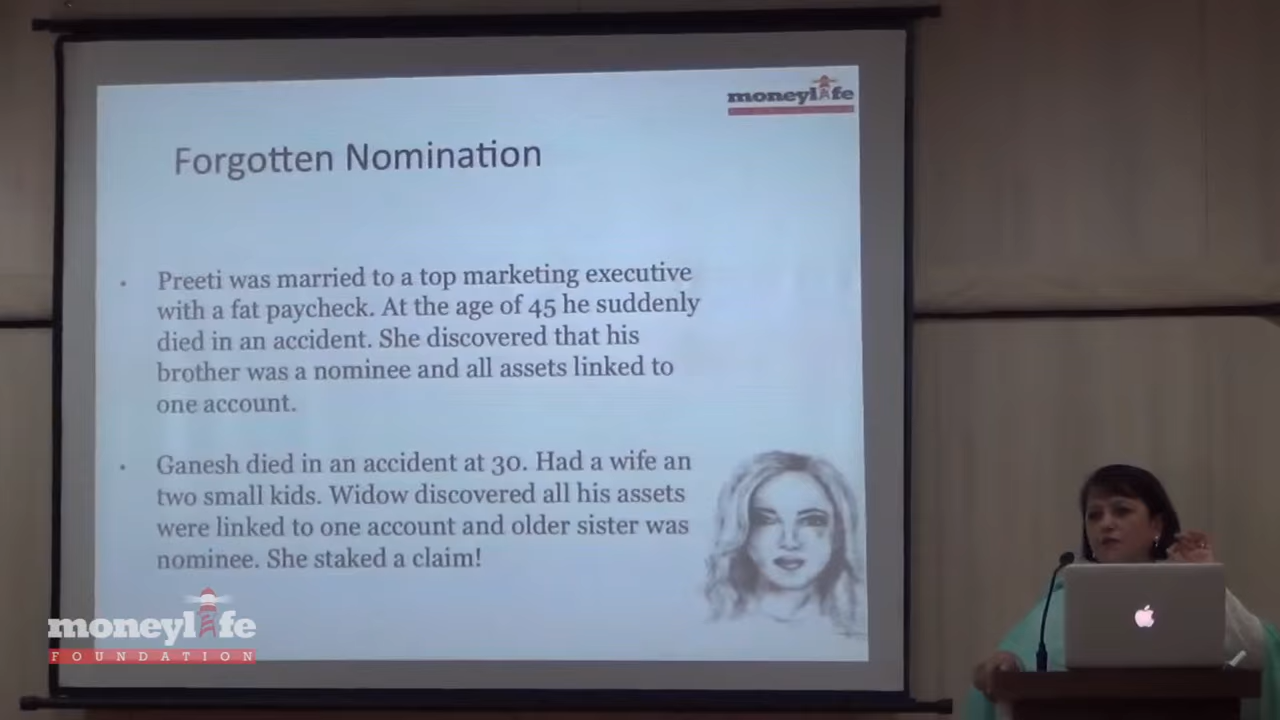 moneylife
Forgotten Nomination
Preeti was married to a top marketing executive
with a fat paycheck. At the age of 45 he suddenly
died in an accident. She discovered that his
brother was a nominee and all assets linked to
one account.
Ganesh died in an accident at 30. Had a wife an
two small kids. Widow discovered all his assets
were linked to one account and older sister was
nominee. She staked a claim!
moneylife
FOUNDATION